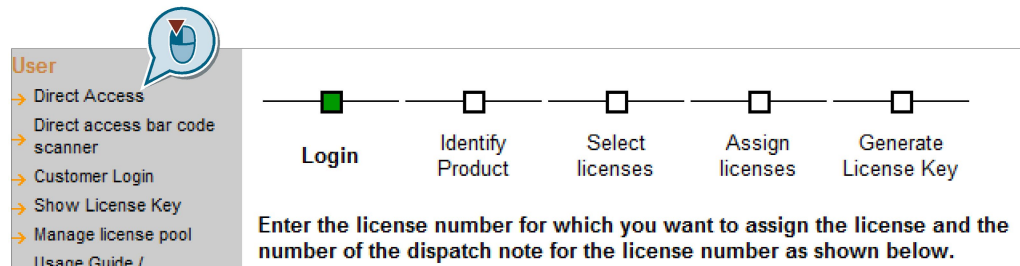 User
Direct Access
Direct access bar code
scanner
Customer Login
Show License Key
Manage license pool
Usage Guide /
Login
Identify
Product
Select
licenses
Assign
licenses
Generate
License Key
Enter the license number for which you want to assign the license and the
number of the dispatch note for the license number as shown below.